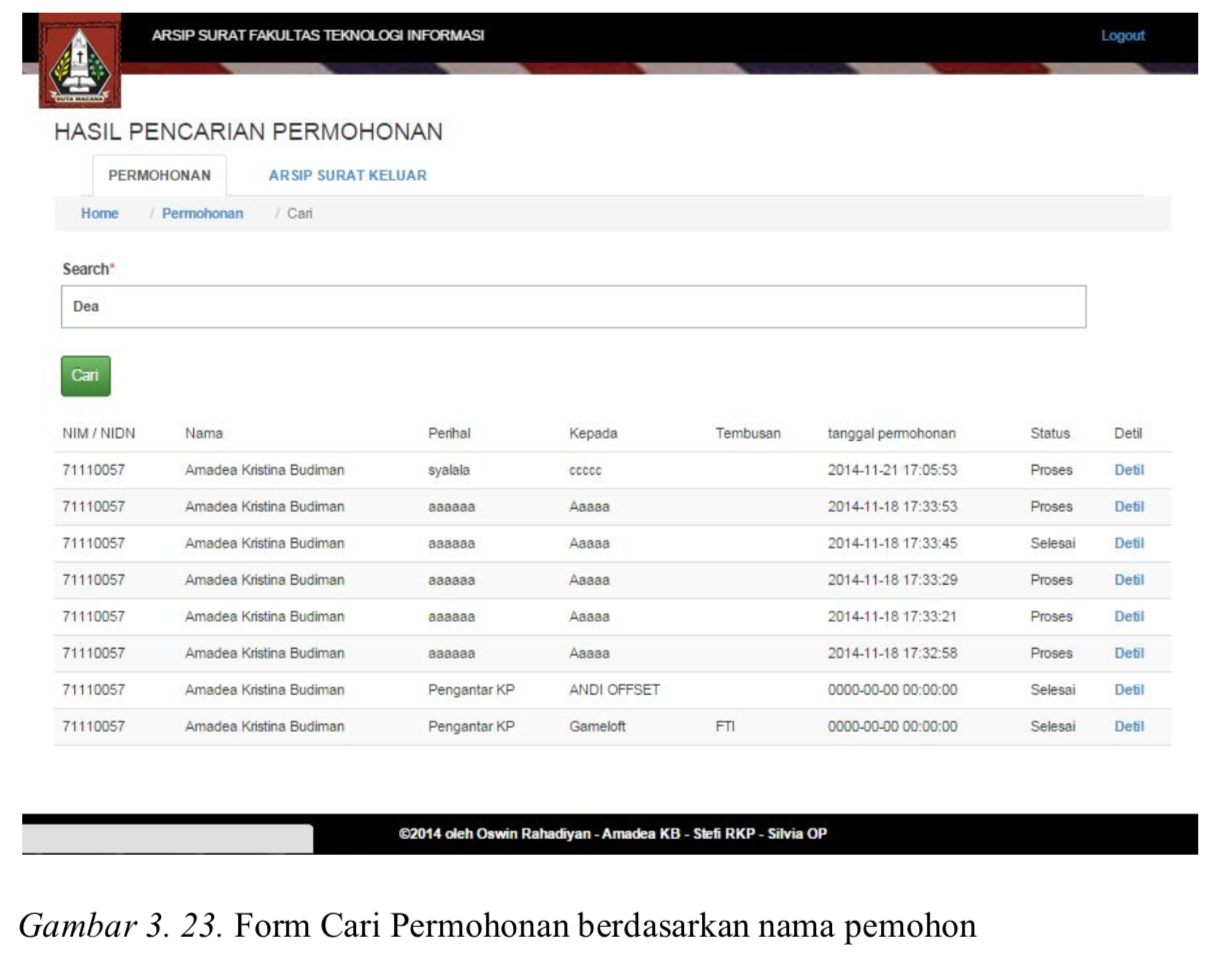 ARSIP SURAT FAKULTAS TEKNOLOGI INFORMASI Logout
DUTA WACANA
HASIL PENCARIAN PERMOHONAN
PERMOHONAN ARSIP SURAT KELUAR
Home / Permohonan / Cari
Search*
Dea
Cari
NIM / NIDN Nama Perihal Kepada Tembusan tanggal permohonan Status Detil
71110057 Amadea Kristina Budiman syalala ccccc 2014-11-21 17:05:53 Proses Detil
71110057 Amadea Kristina Budiman aaaaaa Aaaaa 2014-11-18 17:33:53 Proses Detil
71110057 Amadea Kristina Budiman aaaaaa Aaaaa 2014-11-18 17:33:45 Selesai Detil
71110057 Amadea Kristina Budiman aaaaaa Aaaaa 2014-11-18 17:33:29 Proses Detil
71110057 Amadea Kristina Budiman aaaaaa Aaaaa 2014-11-18 17:33:21 Proses Detil
71110057 Amadea Kristina Budiman aaaaaa Aaaaa 2014-11-18 17:32:58 Proses Detil
71110057 Amadea Kristina Budiman Pengantar KP ANDI OFFSET 0000-00-00 00:00:00 Selesai Detil
71110057 Amadea Kristina Budiman Pengantar KP Gameloft FTI 0000-00-00 00:00:00 Selesai Detil
©2014 oleh Oswin Rahadiyan - Amadea KB - Stefi RKP - Silvia OP
Gambar 3. 23. Form Cari Permohonan berdasarkan nama pemohon